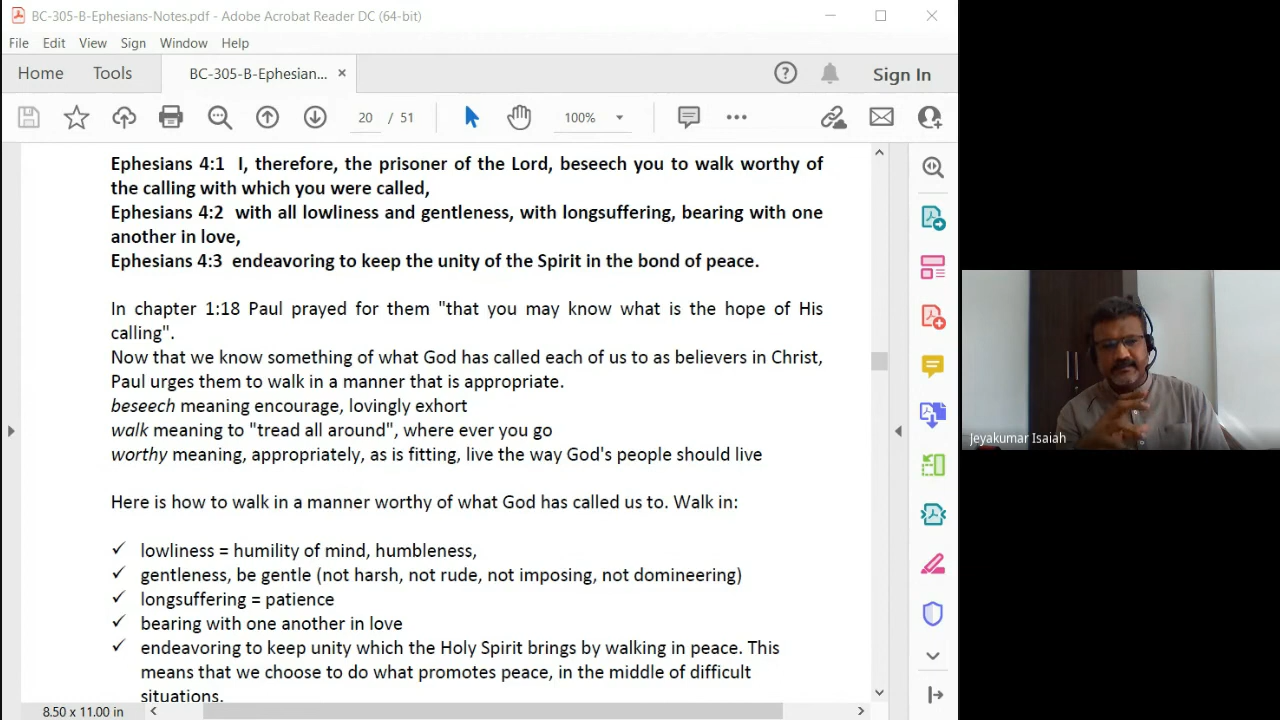 BC-305-B-Ephesians-Notes.pdf - Adobe Acrobat Reader DC (64-bit)
File Edit View Sign Window Help
Home Tools BC-305-B-Ephesian... × Sign In
20 / 51 100%
Ephesians 4:1 I, therefore, the prisoner of the Lord, beseech you to walk worthy of
the calling with which you were called,
Ephesians 4:2 with all lowliness and gentleness, with longsuffering, bearing with one
another in love,
Ephesians 4:3 endeavoring to keep the unity of the Spirit in the bond of peace.
In chapter 1:18 Paul prayed for them "that you may know what is the hope of His
calling".
Now that we know something of what God has called each of us to as believers in Christ,
Paul urges them to walk in a manner that is appropriate.
beseech meaning encourage, lovingly exhort
walk meaning to "tread all around", where ever you go
worthy meaning, appropriately, as is fitting, live the way God's people should live
Here is how to walk in a manner worthy of what God has called us to. Walk in:
✓ lowliness = humility of mind, humbleness,
✓ gentleness, be gentle (not harsh, not rude, not imposing, not domineering)
✓ longsuffering = patience
✓ bearing with one another in love
✓ endeavoring to keep unity which the Holy Spirit brings by walking in peace. This
means that we choose to do what promotes peace, in the middle of difficult
situations.
8.50 x 11.00 in
Jeyakumar Isaiah